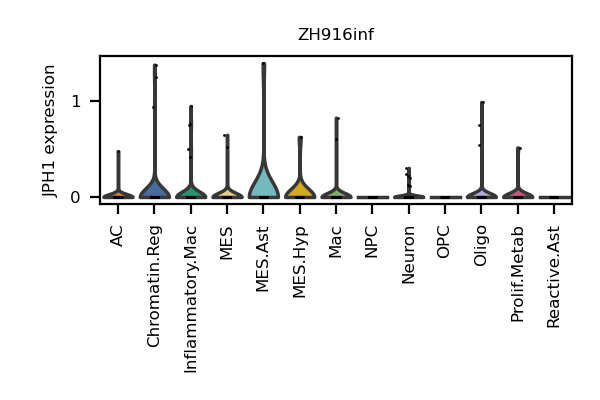 ZH916inf
JPH1 expression
1
0
AC
Chromatin.Reg
Inflammatory.Mac
MES
MES.Ast
MES.Hyp
Mac
NPC
Neuron
OPC
Oligo
Prolif.Metab
Reactive.Ast